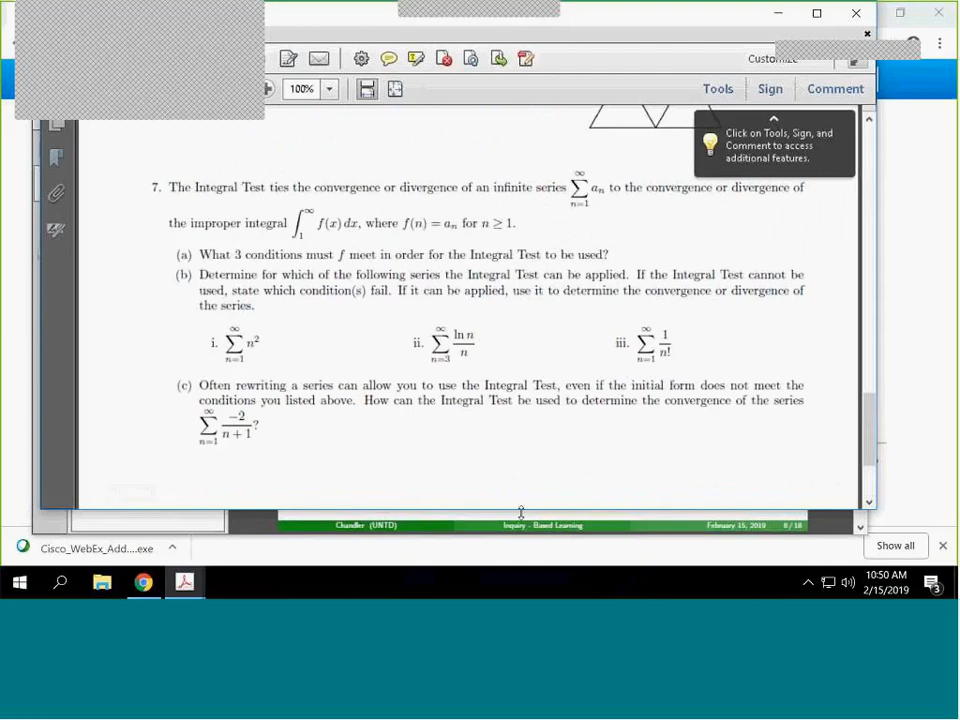 Customize
100%
Tools Sign Comment
Click on Tools, Sign, and
Comment to access
additional features.
7. The Integral Test ties the convergence or divergence of an infinite series ∑_{n=1}^{∞} a_n to the convergence or divergence of
the improper integral ∫_1^∞ f(x) dx, where f(n) = a_n for n ≥ 1.
(a) What 3 conditions must f meet in order for the Integral Test to be used?
(b) Determine for which of the following series the Integral Test can be applied. If the Integral Test cannot be
used, state which condition(s) fail. If it can be applied, use it to determine the convergence or divergence of
the series.
i. ∑_{n=1}^{∞} n² ii. ∑_{n=3}^{∞} ln n / n iii. ∑_{n=1}^{∞} 1/n!
(c) Often rewriting a series can allow you to use the Integral Test, even if the initial form does not meet the
conditions you listed above. How can the Integral Test be used to determine the convergence of the series
∑_{n=1}^{∞} −2/(n + 1)?
Chandler (UNTD) Inquiry - Based Learning February 15, 2019 8 / 18
Cisco_WebEx_Add....exe Show all
10:50 AM
2/15/2019
3